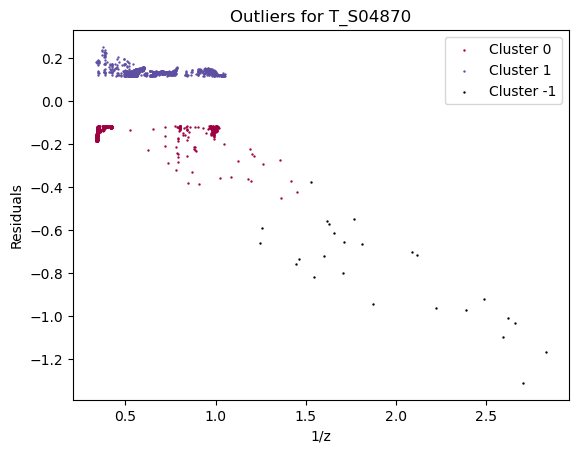 Outliers for T_S04870
Cluster 0
Cluster 1
Cluster -1
Residuals
0.2
0.0
−0.2
−0.4
−0.6
−0.8
−1.0
−1.2
0.5
1.0
1.5
2.0
2.5
1/z